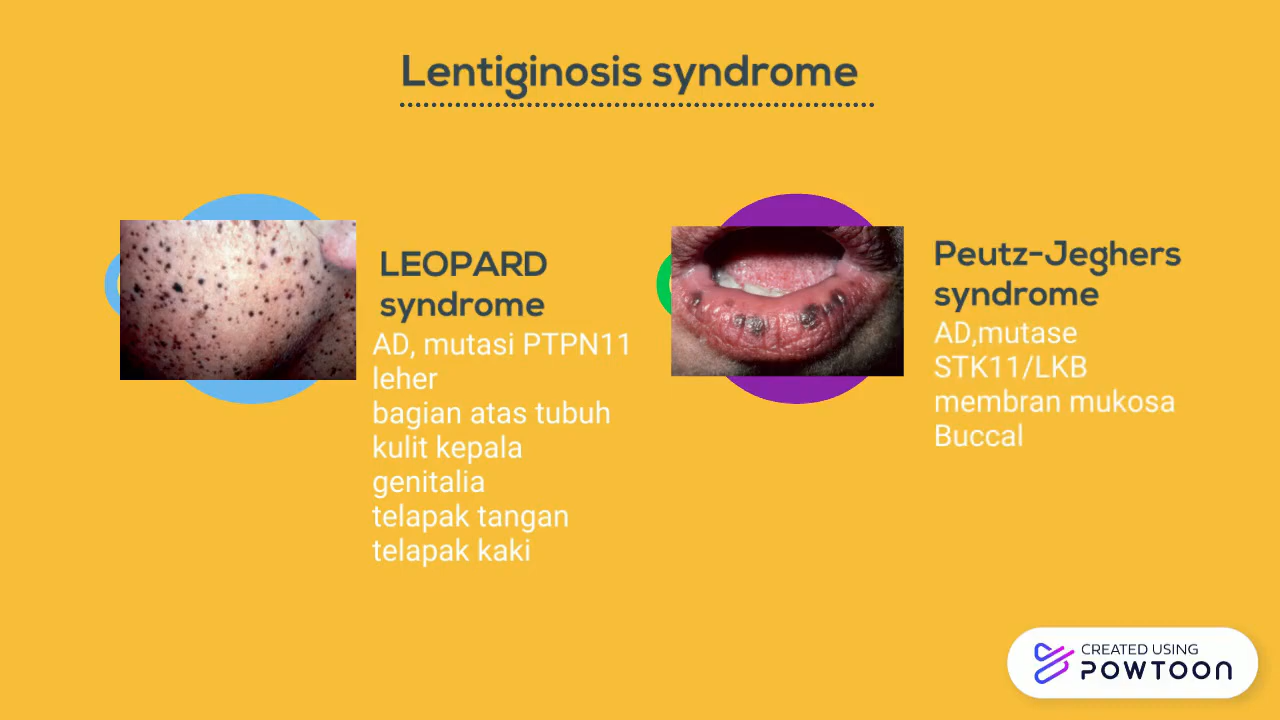 Lentiginosis syndrome
LEOPARD
syndrome
AD, mutasi PTPN11
leher
bagian atas tubuh
kulit kepala
genitalia
telapak tangan
telapak kaki
Peutz-Jeghers
syndrome
AD,mutase
STK11/LKB
membran mukosa
Buccal
CREATED USING
POWTOON